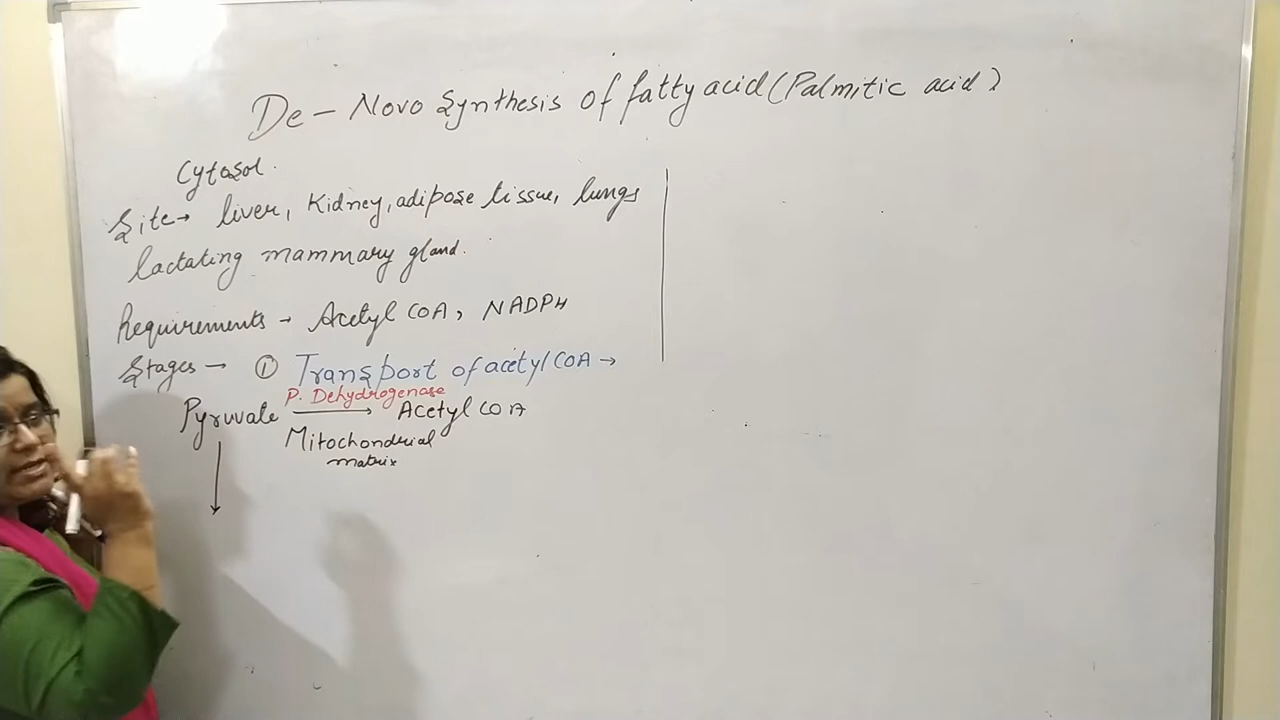 De - Novo Synthesis of fatty acid (Palmitic acid)
Cytosol.
Site → liver, Kidney, adipose tissue, lungs
lactating mammary gland.
Requirements → Acetyl COA, NADPH
Stages → ① Transport of acetyl COA →
P. Dehydrogenase
Pyruvate → Acetyl COA
Mitochondrial
matrix